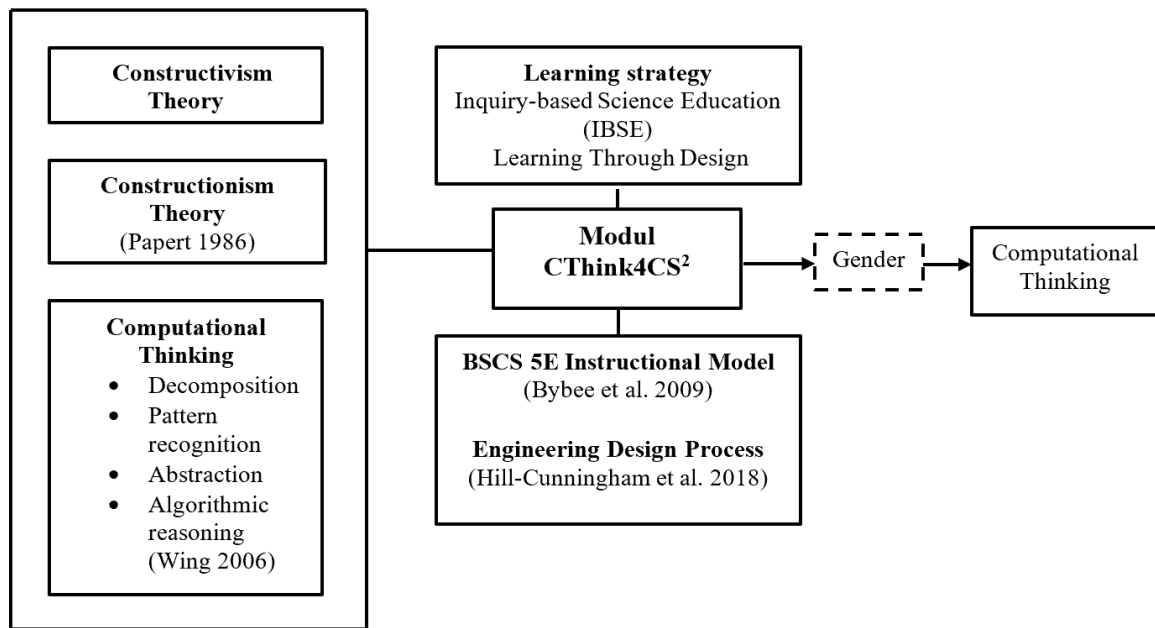 Constructivism
Theory
Constructionism
Theory
(Papert 1986)
Computational
Thinking
• Decomposition
• Pattern
recognition
• Abstraction
• Algorithmic
reasoning
(Wing 2006)
Learning strategy
Inquiry-based Science Education
(IBSE)
Learning Through Design
Modul
CThink4CS²
BSCS 5E Instructional Model
(Bybee et al. 2009)
Engineering Design Process
(Hill-Cunningham et al. 2018)
Gender
Computational
Thinking